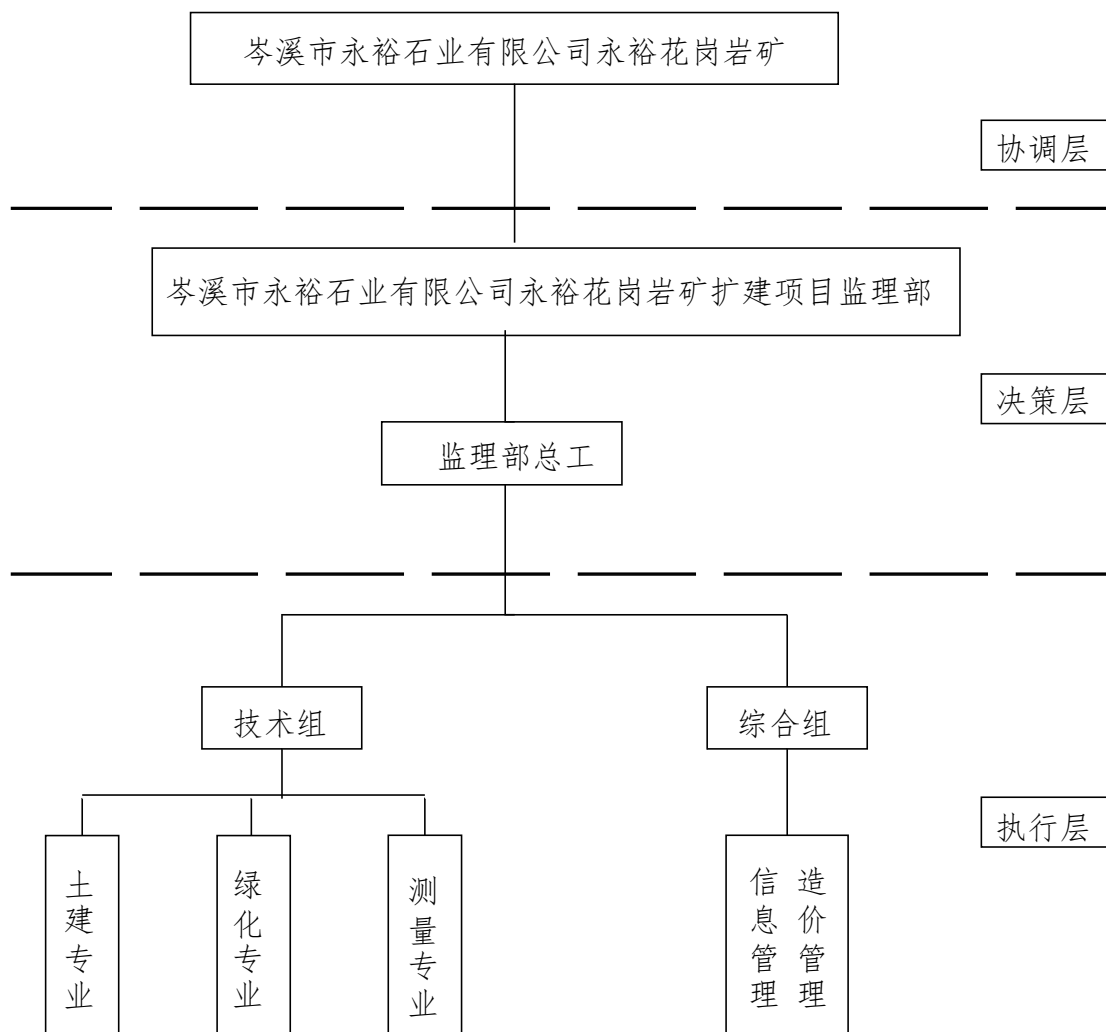 岑溪市永裕石业有限公司永裕花岗岩矿
协调层
岑溪市永裕石业有限公司永裕花岗岩矿扩建项目监理部
决策层
监理部总工
技术组
综合组
执行层
土建专业
绿化专业
测量专业
信息管理
造价管理